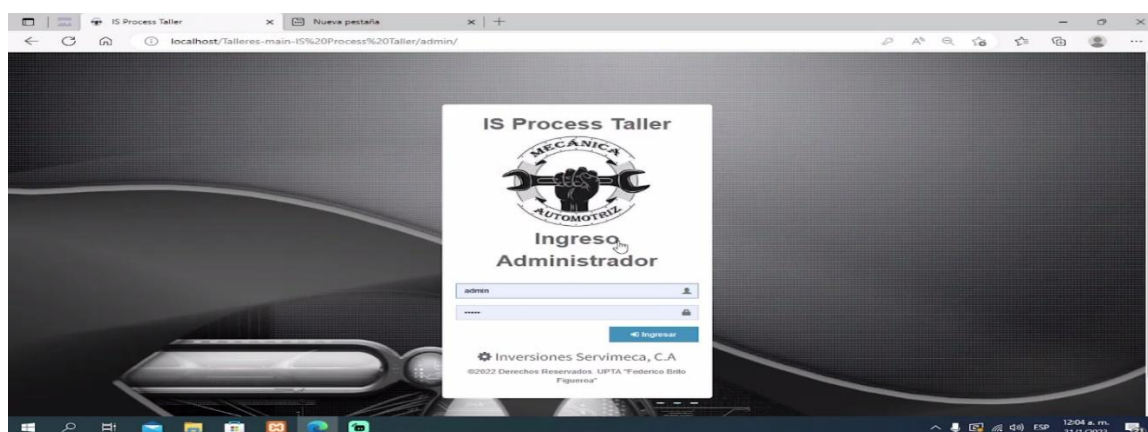 IS Process Taller
Nueva pestaña
localhost/Talleres-main-IS%20Process%20Taller/admin/
IS Process Taller
MECÁNICA
AUTOMOTRIZ
Ingreso
Administrador
admin
•••••
Ingresar
Inversiones Servimeca, C.A
©2022 Derechos Reservados. UPTA "Federico Brito
Figueroa"
ESP
12:04 a. m.